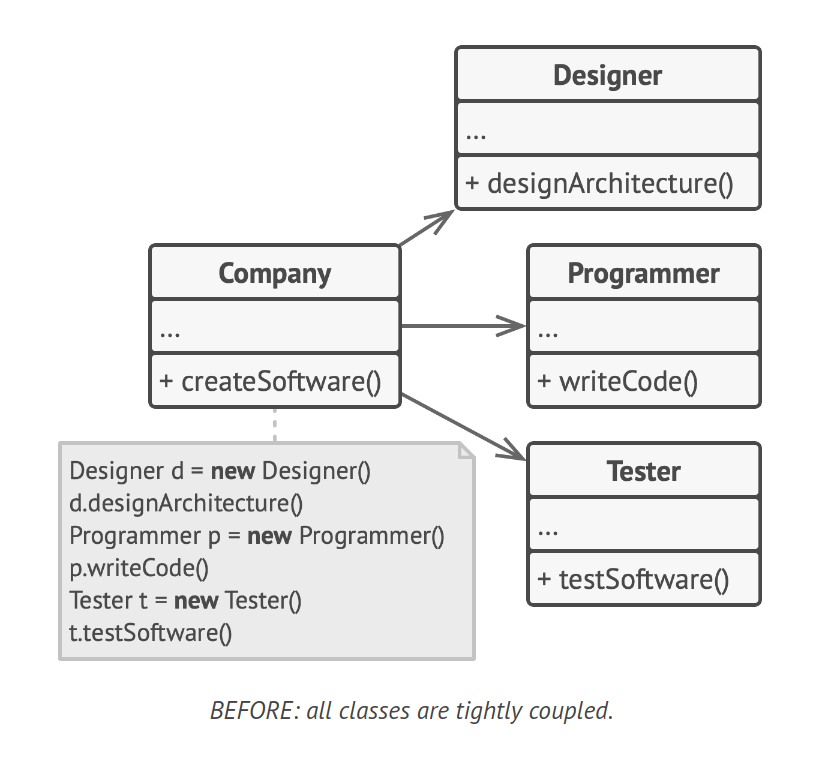 Designer
...
+ designArchitecture()
Company
...
+ createSoftware()
Programmer
...
+ writeCode()
Designer d = new Designer()
d.designArchitecture()
Programmer p = new Programmer()
p.writeCode()
Tester t = new Tester()
t.testSoftware()
Tester
...
+ testSoftware()
BEFORE: all classes are tightly coupled.